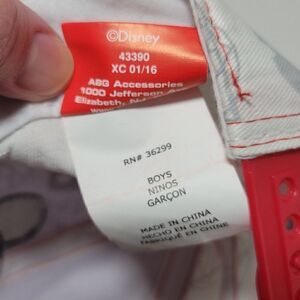 ©Disney
43390
XC 01/16
ABG Accessories
1000 Jefferson
Elizabeth, N
RN# 36299
BOYS
NINOS
GARÇON
MADE IN CHINA
HECHO EN CHINA
FABRIQUÉ EN CHINE